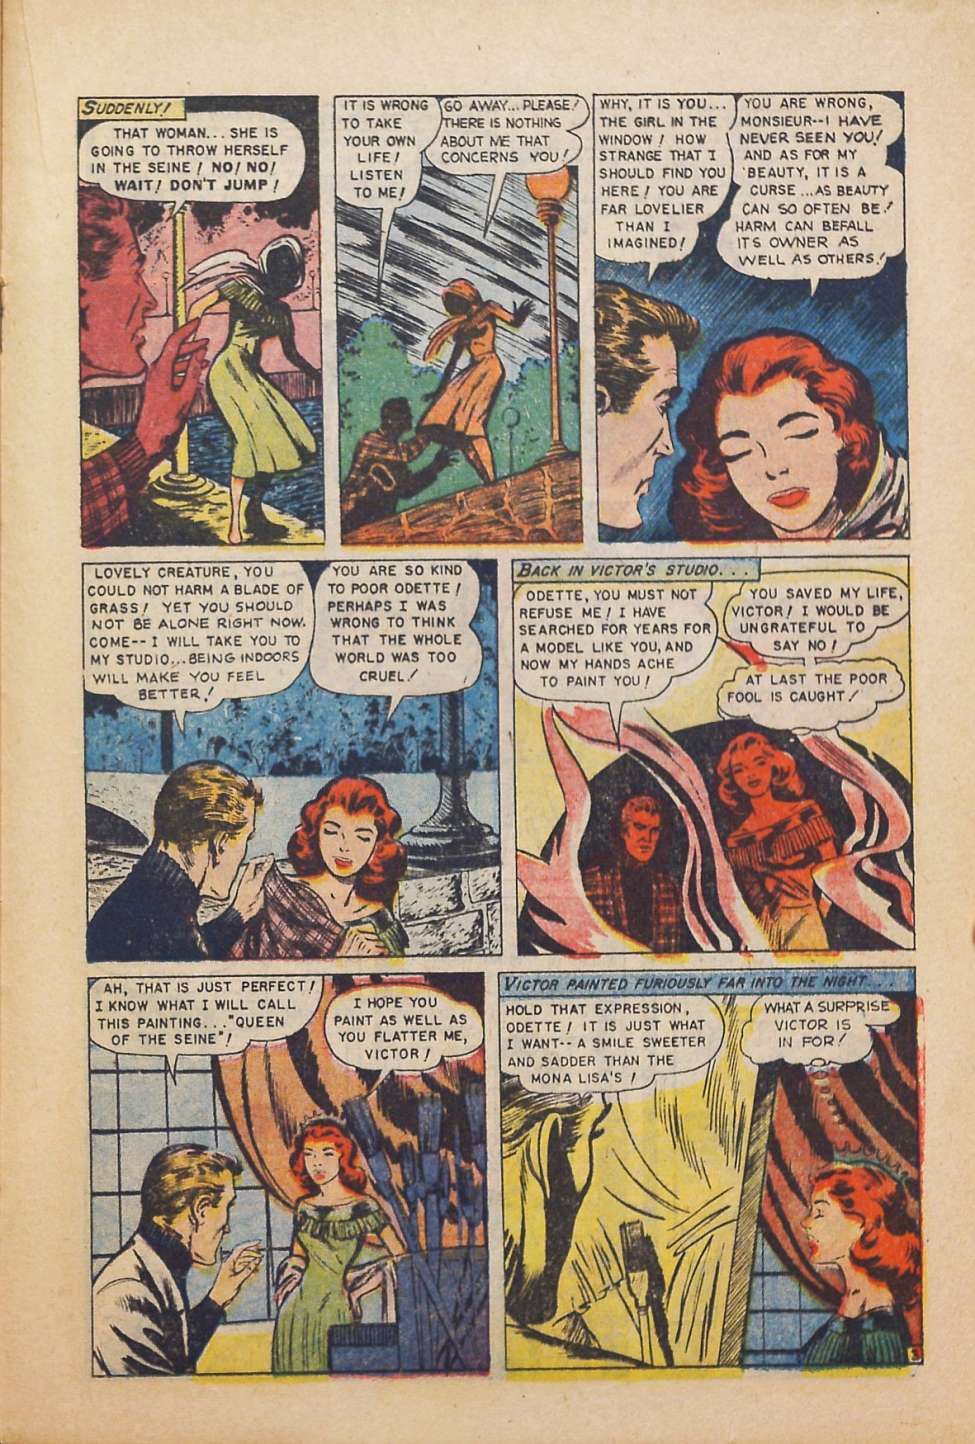 SUDDENLY!
THAT WOMAN... SHE IS
GOING TO THROW HERSELF
IN THE SEINE! NO! NO!
WAIT! DON'T JUMP!
IT IS WRONG
TO TAKE
YOUR OWN
LIFE!
LISTEN
TO ME!
GO AWAY... PLEASE!
THERE IS NOTHING
ABOUT ME THAT
CONCERNS YOU!
WHY, IT IS YOU...
THE GIRL IN THE
WINDOW! HOW
STRANGE THAT I
SHOULD FIND YOU
HERE! YOU ARE
FAR LOVELIER
THAN I
IMAGINED!
YOU ARE WRONG,
MONSIEUR--I HAVE
NEVER SEEN YOU!
AND AS FOR MY
'BEAUTY, IT IS A
CURSE...AS BEAUTY
CAN SO OFTEN BE!
HARM CAN BEFALL
ITS OWNER AS
WELL AS OTHERS!
LOVELY CREATURE, YOU
COULD NOT HARM A BLADE OF
GRASS! YET YOU SHOULD
NOT BE ALONE RIGHT NOW.
COME-- I WILL TAKE YOU TO
MY STUDIO... BEING INDOORS
WILL MAKE YOU FEEL
BETTER!
YOU ARE SO KIND
TO POOR ODETTE!
PERHAPS I WAS
WRONG TO THINK
THAT THE WHOLE
WORLD WAS TOO
CRUEL!
BACK IN VICTOR'S STUDIO...
ODETTE, YOU MUST NOT
REFUSE ME! I HAVE
SEARCHED FOR YEARS FOR
A MODEL LIKE YOU, AND
NOW MY HANDS ACHE
TO PAINT YOU!
YOU SAVED MY LIFE,
VICTOR! I WOULD BE
UNGRATEFUL TO
SAY NO!
AT LAST THE POOR
FOOL IS CAUGHT!
AH, THAT IS JUST PERFECT!
I KNOW WHAT I WILL CALL
THIS PAINTING... "QUEEN
OF THE SEINE"!
I HOPE YOU
PAINT AS WELL AS
YOU FLATTER ME,
VICTOR!
VICTOR PAINTED FURIOUSLY FAR INTO THE NIGHT...
HOLD THAT EXPRESSION,
ODETTE! IT IS JUST WHAT
I WANT-- A SMILE SWEETER
AND SADDER THAN THE
MONA LISA'S!
WHAT A SURPRISE
VICTOR IS
IN FOR!
3